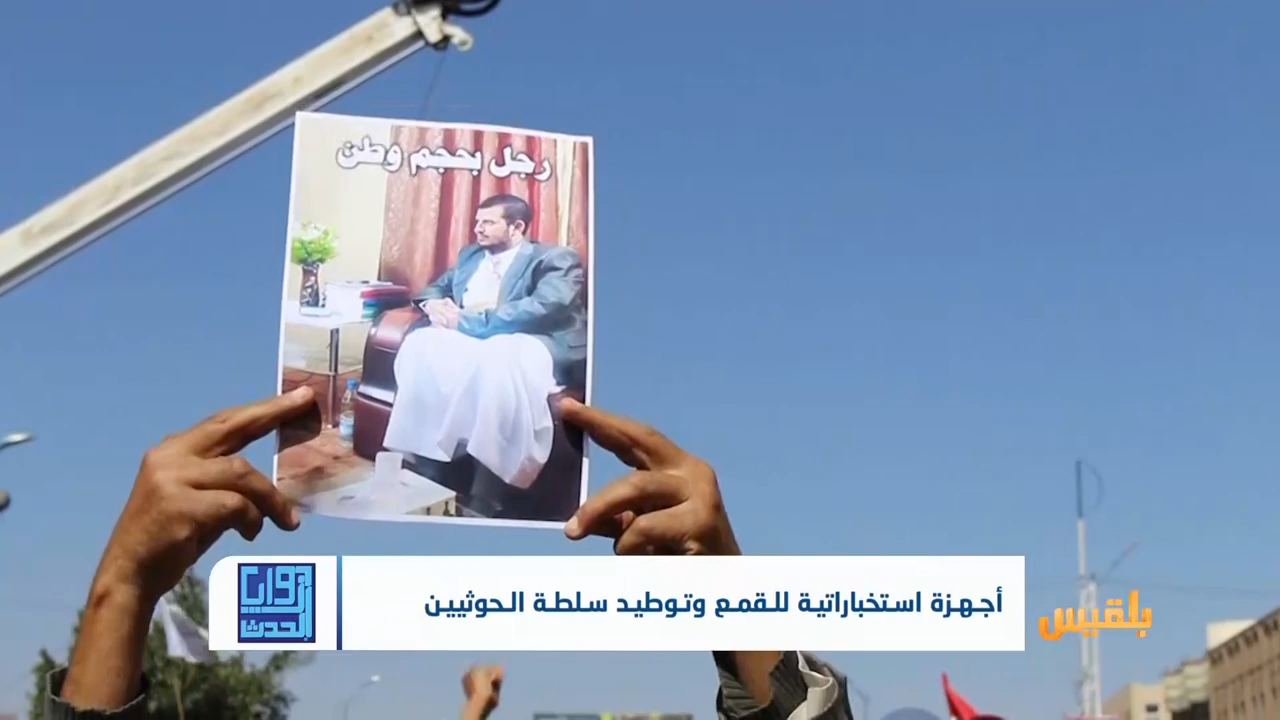 رجل بحجم وطن
أجهزة استخباراتية للقمع وتوطيد سلطة الحوثيين
زوايا الحدث
بلقيس